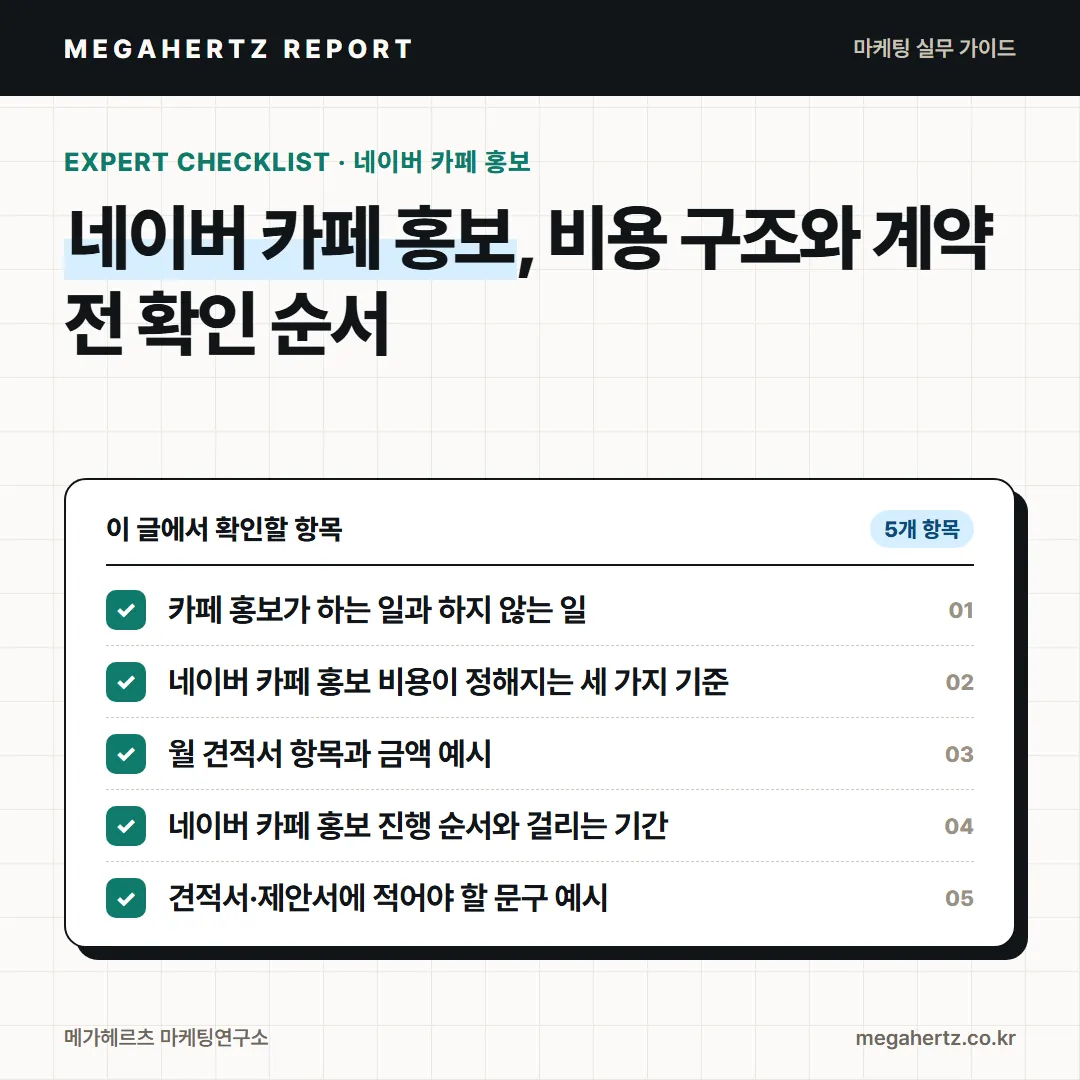 MEGAHERTZ REPORT
마케팅 실무 가이드
EXPERT CHECKLIST · 네이버 카페 홍보
네이버 카페 홍보, 비용 구조와 계약
전 확인 순서
이 글에서 확인할 항목
5개 항목
카페 홍보가 하는 일과 하지 않는 일 01
네이버 카페 홍보 비용이 정해지는 세 가지 기준 02
월 견적서 항목과 금액 예시 03
네이버 카페 홍보 진행 순서와 걸리는 기간 04
견적서·제안서에 적어야 할 문구 예시 05
메가헤르츠 마케팅연구소
megahertz.co.kr